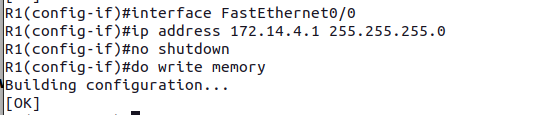 R1(config-if)#interface FastEthernet0/0
R1(config-if)#ip address 172.14.4.1 255.255.255.0
R1(config-if)#no shutdown
R1(config-if)#do write memory
Building configuration...
[OK]